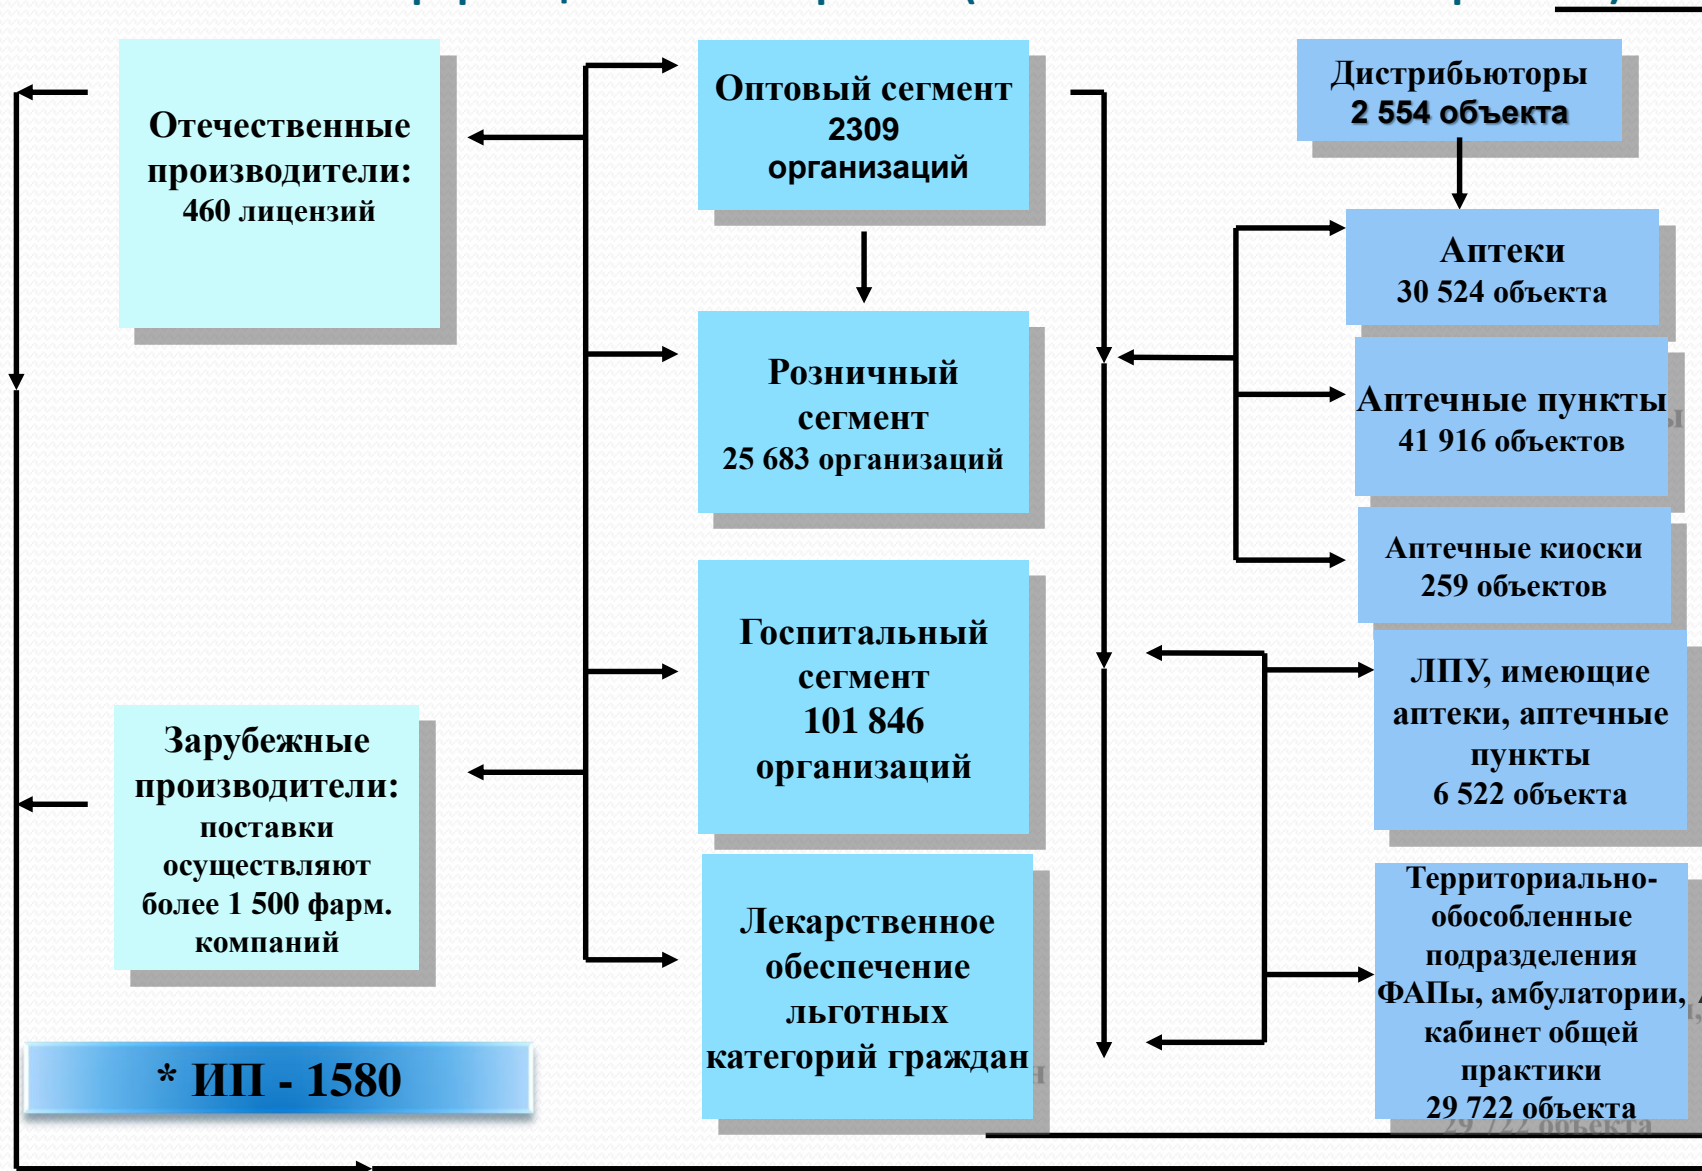 Отечественные
производители:
460 лицензий
Зарубежные
производители:
поставки
осуществляют
более 1 500 фарм.
компаний
* ИП - 1580
Оптовый сегмент
2309
организаций
Розничный
сегмент
25 683 организаций
Госпитальный
сегмент
101 846
организаций
Лекарственное
обеспечение
льготных
категорий граждан
Дистрибьюторы
2 554 объекта
Аптеки
30 524 объекта
Аптечные пункты
41 916 объектов
Аптечные киоски
259 объектов
ЛПУ, имеющие
аптеки, аптечные
пункты
6 522 объекта
Территориально-
обособленные
подразделения
ФАПы, амбулатории,
кабинет общей
практики
29 722 объекта